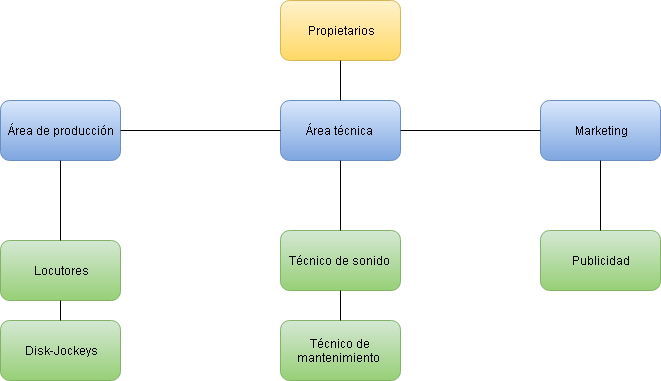 Propietarios
Área de producción
Área técnica
Marketing
Locutores
Técnico de sonido
Publicidad
Disk-Jockeys
Técnico de
mantenimiento